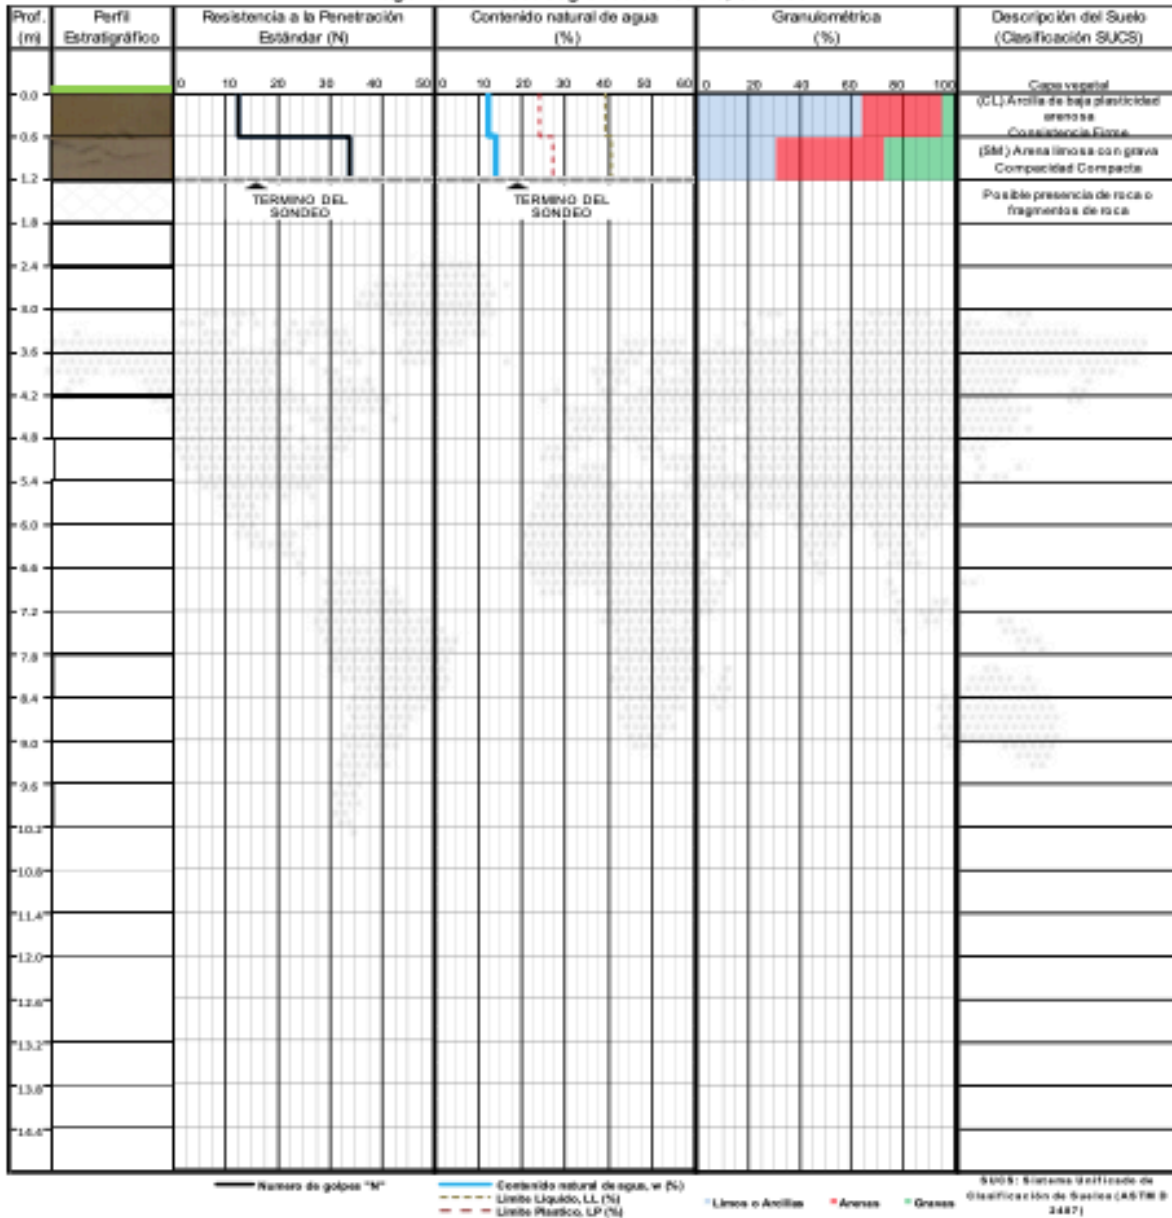 Prof.
(m)
Perfil
Estratigráfico
Resistencia a la Penetración
Estándar (N)
Contenido natural de agua
(%)
Granulométrica
(%)
Descripción del Suelo
(Clasificación SUCS)
0 10 20 30 40 50
0 10 20 30 40 60
0 20 40 60 80 100
Capa vegetal
0.0
(CL) Arcilla de baja plasticidad
arenosa
Consistencia Firme
0.6
(SM) Arena limosa con grava
Compacidad Compacta
1.2
TERMINO DEL
SONDEO
TERMINO DEL
SONDEO
Posible presencia de roca o
fragmentos de roca
1.8
2.4
3.0
3.6
4.2
4.8
5.4
6.0
6.6
7.2
7.8
8.4
9.0
9.6
10.2
10.8
11.4
12.0
12.6
13.2
13.8
14.4
Numero de golpes "N"
Contenido natural de agua, w (%)
Limite Liquido, LL (%)
Limite Plastico, LP (%)
Limos o Arcillas
Arenas
Gravas
SUCS: Sistema Unificado de
Clasificación de Suelos (ASTM D
2487)